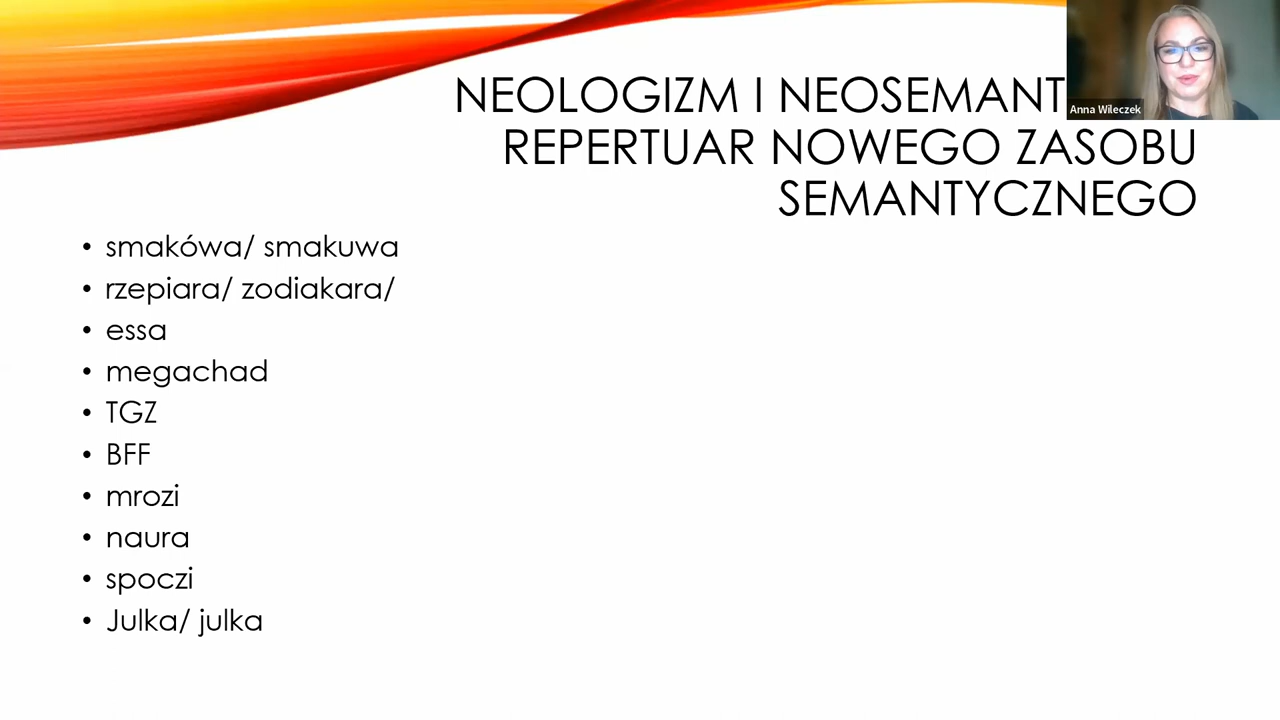 NEOLOGIZM I NEOSEMANT
REPERTUAR NOWEGO ZASOBU
SEMANTYCZNEGO
Anna Wileczek
• smakówa/ smakuwa
• rzepiara/ zodiakara/
• essa
• megachad
• TGZ
• BFF
• mrozi
• naura
• spoczi
• Julka/ julka